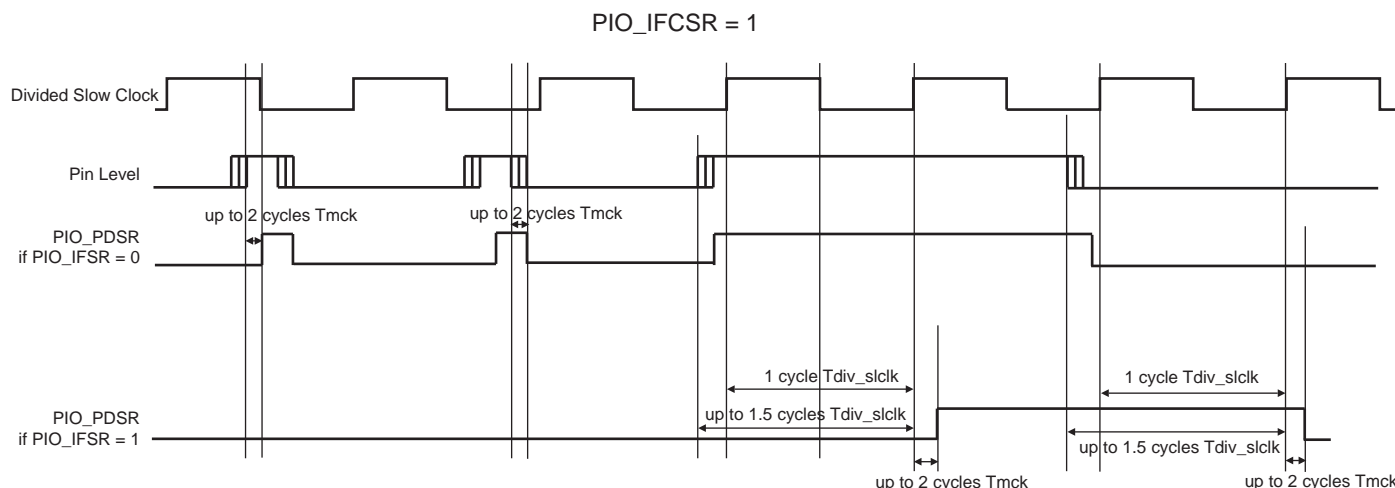 PIO_IFCSR = 1
Divided Slow Clock
Pin Level
up to 2 cycles Tmck
up to 2 cycles Tmck
PIO_PDSR
if PIO_IFSR = 0
1 cycle Tdiv_slclk
1 cycle Tdiv_slclk
PIO_PDSR
if PIO_IFSR = 1
up to 1.5 cycles Tdiv_slclk
up to 1.5 cycles Tdiv_slclk
up to 2 cycles Tmck
up to 2 cycles Tmck